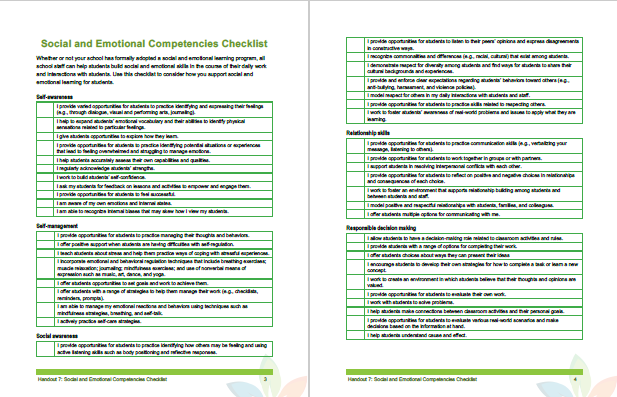 Social and Emotional Competencies Checklist
Whether or not your school has formally adopted a social and emotional learning program, all
school staff can help students build social and emotional skills in the course of their daily work
and interactions with students. Use this checklist to consider how you support social and
emotional learning for students.
Self-awareness
I provide varied opportunities for students to practice identifying and expressing their feelings
(e.g., through dialogue, visual and performing arts, journaling).
I help to expand students' emotional vocabulary and their abilities to identify physical
sensations related to particular feelings.
I give students opportunities to explore how they learn.
I provide opportunities for students to practice identifying potential situations or experiences
that lead to feeling overwhelmed and struggling to manage emotions.
I help students accurately assess their own capabilities and qualities.
I regularly acknowledge students' strengths.
I work to build students' self-confidence.
I ask my students for feedback on lessons and activities to empower and engage them.
I provide opportunities for students to feel successful.
I am aware of my own emotions and internal states.
I am able to recognize internal biases that may skew how I view my students.
Self-management
I provide opportunities for students to practice managing their thoughts and behaviors.
I offer positive support when students are having difficulties with self-regulation.
I teach students about stress and help them practice ways of coping with stressful experiences.
I incorporate emotional and behavioral regulation techniques that include breathing exercises;
muscle relaxation; journaling; mindfulness exercises; and use of nonverbal means of
expression such as music, art, dance, and yoga.
I offer students opportunities to set goals and work to achieve them.
I offer students with a range of strategies to help them manage their work (e.g., checklists,
reminders, prompts).
I am able to manage my emotional reactions and behaviors using techniques such as
mindfulness strategies, breathing, and self-talk.
I actively practice self-care strategies.
Social awareness
I provide opportunities for students to practice identifying how others may be feeling and using
active listening skills such as body positioning and reflective responses.
Handout 7: Social and Emotional Competencies Checklist 3
I provide opportunities for students to listen to their peers' opinions and express disagreements
in constructive ways.
I recognize commonalities and differences (e.g., racial, cultural) that exist among students.
I demonstrate respect for diversity among students and find ways for students to share their
cultural backgrounds and experiences.
I provide and enforce clear expectations regarding students' behaviors toward others (e.g.,
anti-bullying, harassment, and violence policies).
I model respect for others in my daily interactions with students and staff.
I provide opportunities for students to practice skills related to respecting others.
I work to foster students' awareness of real-world problems and issues to apply what they are
learning.
Relationship skills
I provide opportunities for students to practice communication skills (e.g., verbalizing your
message, listening to others).
I provide opportunities for students to work together in groups or with partners.
I support students in resolving interpersonal conflicts with each other.
I provide opportunities for students to reflect on positive and negative choices in relationships
and consequences of each choice.
I work to foster an environment that supports relationship building among students and
between students and staff.
I model positive and respectful relationships with students, families, and colleagues.
I offer students multiple options for communicating with me.
Responsible decision making
I allow students to have a decision-making role related to classroom activities and rules.
I provide students with a range of options for completing their work.
I offer students choices about ways they can present their ideas
I encourage students to develop their own strategies for how to complete a task or learn a new
concept.
I work to create an environment in which students believe that their thoughts and opinions are
valued.
I provide opportunities for students to evaluate their own work.
I work with students to solve problems.
I help students make connections between classroom activities and their personal goals.
I provide opportunities for students to evaluate various real-world scenarios and make
decisions based on the information at hand.
I help students understand cause and effect.
Handout 7: Social and Emotional Competencies Checklist 4